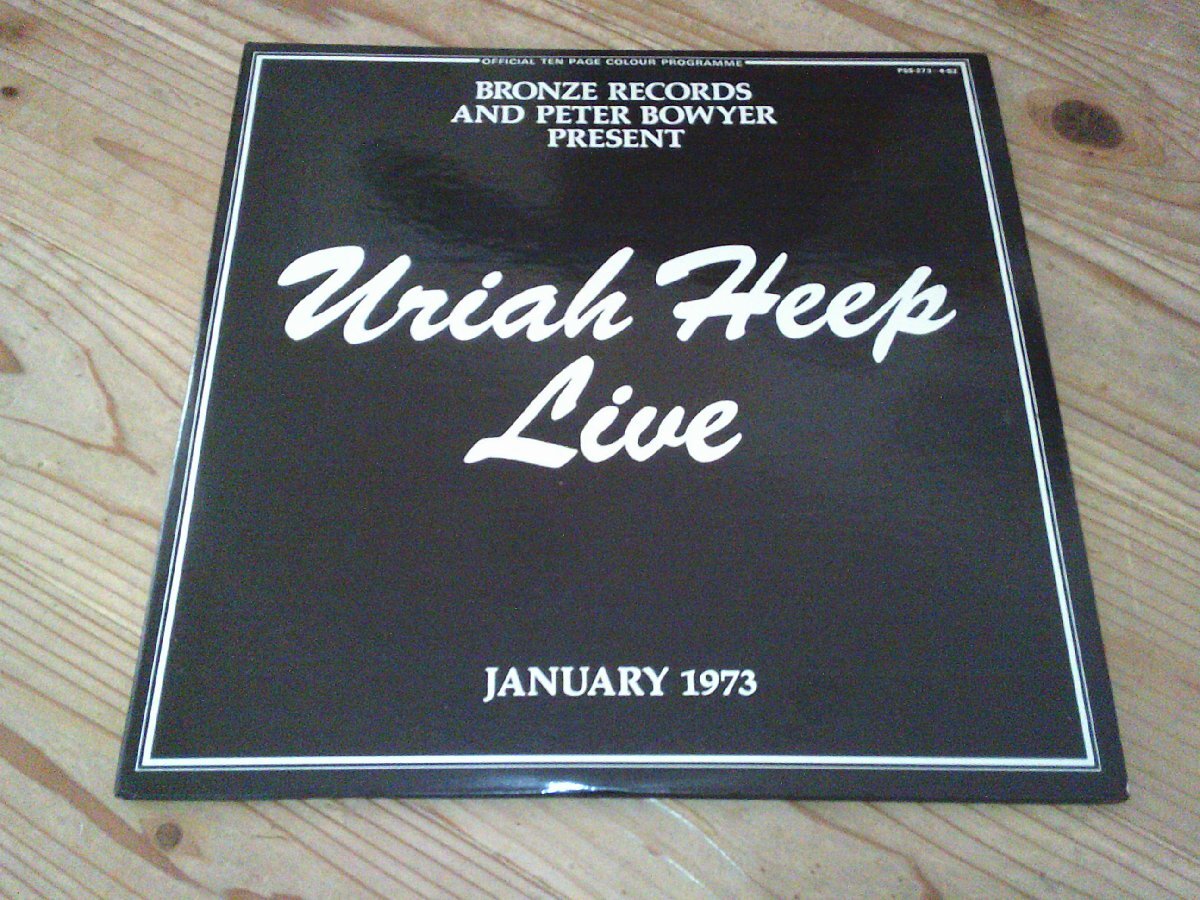 OFFICIAL TEN PAGE COLOUR PROGRAMME
BRONZE RECORDS
AND PETER BOWYER
PRESENT
Uriah Heep
Live
JANUARY 1973